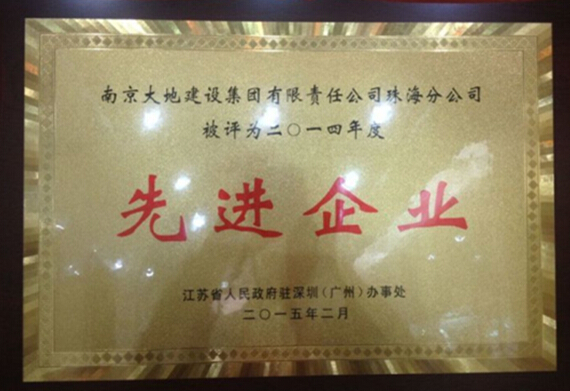 南京大地建设集团有限责任公司珠海分公司
被评为二〇一四年度
先进企业
江苏省人民政府驻深圳（广州）办事处
二〇一五年二月